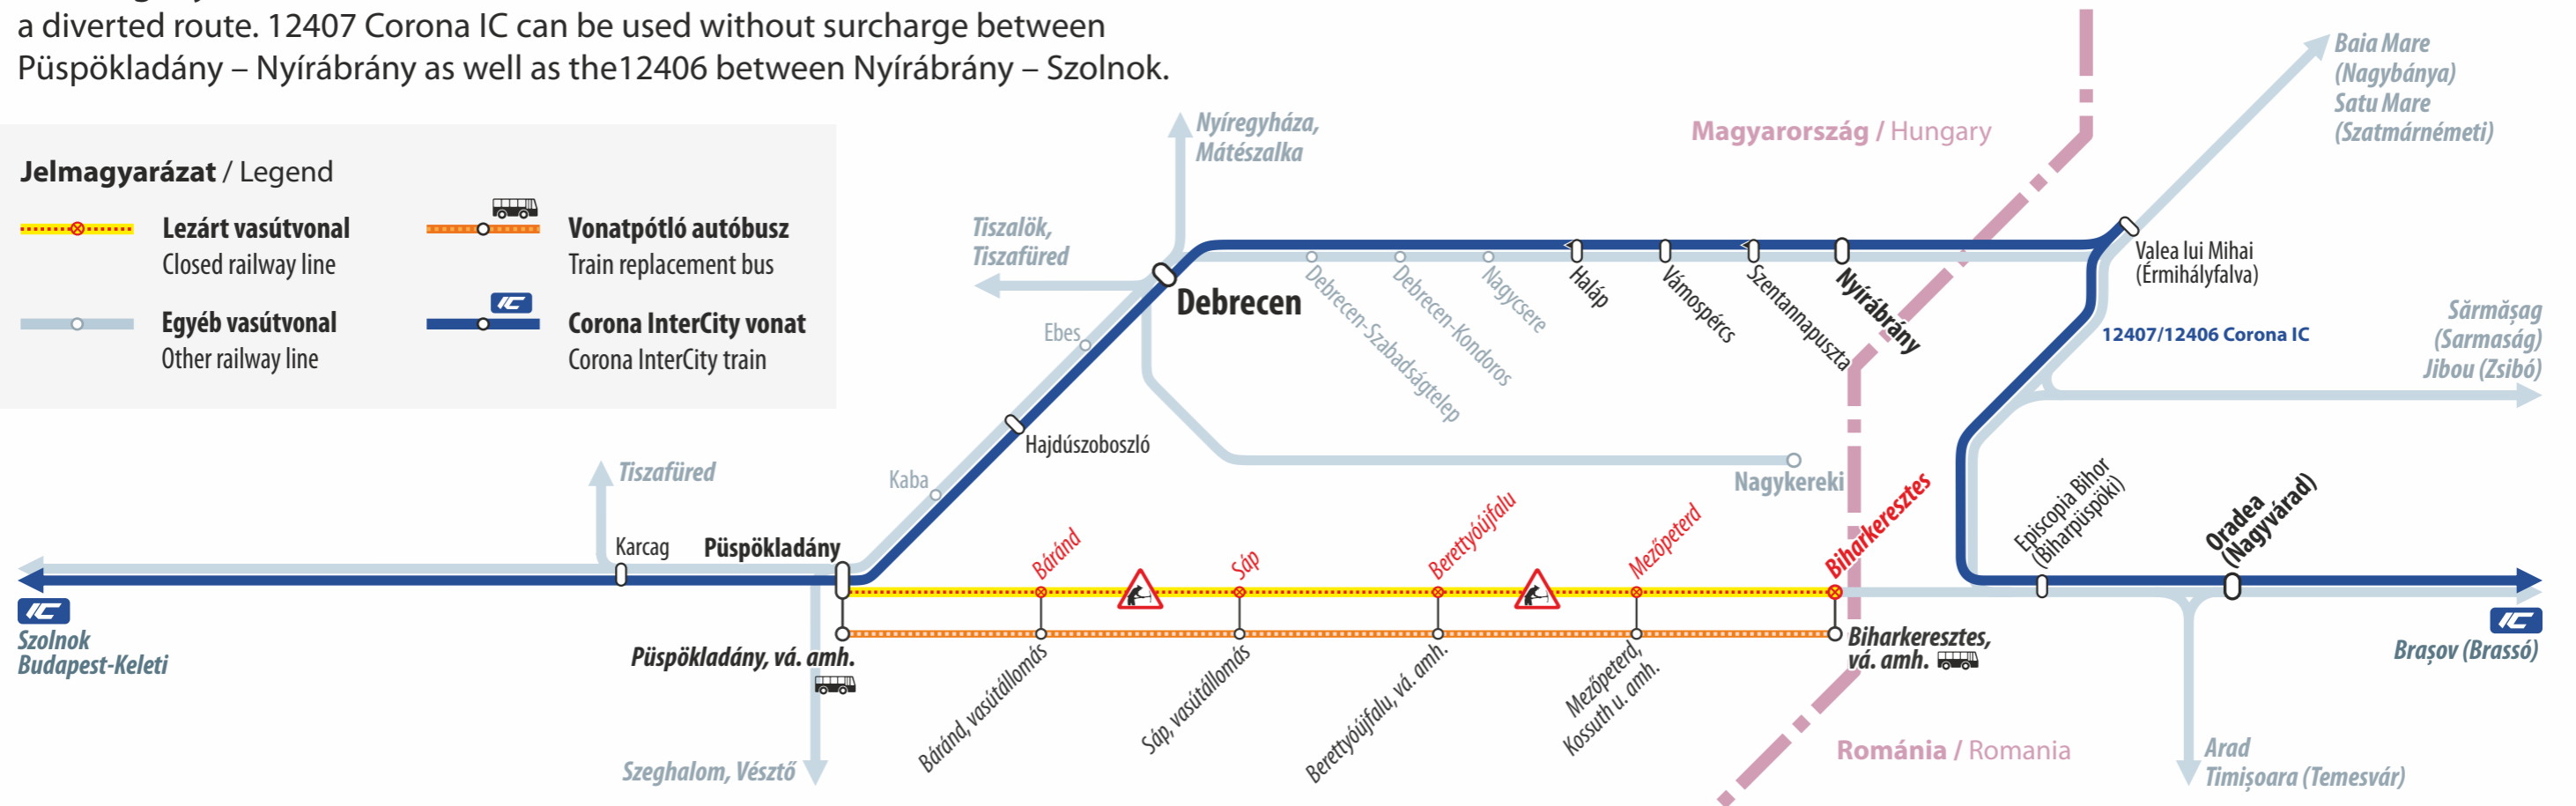 a diverted route. 12407 Corona IC can be used without surcharge between
Püspökladány – Nyírábrány as well as the12406 between Nyírábrány – Szolnok.
Jelmagyarázat / Legend
Lezárt vasútvonal
Closed railway line
Vonatpótló autóbusz
Train replacement bus
Egyéb vasútvonal
Other railway line
IC
Corona InterCity vonat
Corona InterCity train
Nyíregyháza,
Mátészalka
Tiszalök,
Tiszafüred
Magyarország / Hungary
Baia Mare
(Nagybánya)
Satu Mare
(Szatmárnémeti)
Debrecen
Debrecen-Szabadságtelep
Debrecen-Kondoros
Nagycsere
Haláp
Vámospércs
Szentannapuszta
Nyírábrány
Valea lui Mihai
(Érmihályfalva)
12407/12406 Corona IC
Sărmășag
(Sarmaság)
Jibou (Zsibó)
Ebes
Hajdúszoboszló
Kaba
Nagykereki
Tiszafüred
Karcag
Püspökladány
Báránd
Sáp
Berettyóújfalu
Mezőpeterd
Biharkeresztes
Episcopia Bihor
(Biharpüspöki)
Oradea
(Nagyvárad)
IC
Szolnok
Budapest-Keleti
Püspökladány, vá. amh.
Báránd, vasútállomás
Sáp, vasútállomás
Berettyóújfalu, vá. amh.
Mezőpeterd,
Kossuth u. amh.
Biharkeresztes,
vá. amh.
IC
Brașov (Brassó)
Szeghalom, Vésztő
Románia / Romania
Arad
Timișoara (Temesvár)